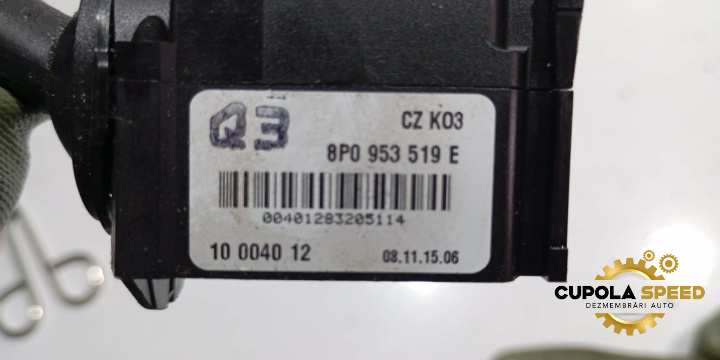 Q3
CZ K03
8P0 953 519 E
00401283205114
10 0040 12
08.11.15.06
CUPOLA SPEED
DEZMEMBRĂRI AUTO